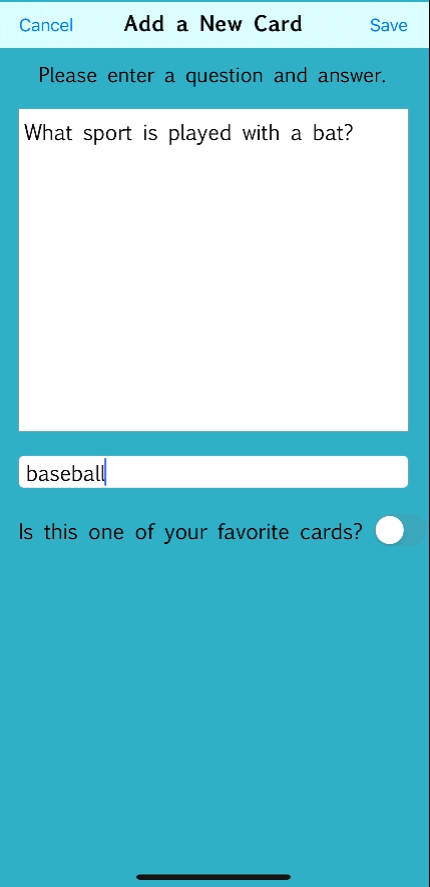 Cancel Add a New Card Save
Please enter a question and answer.
What sport is played with a bat?
baseball
Is this one of your favorite cards?